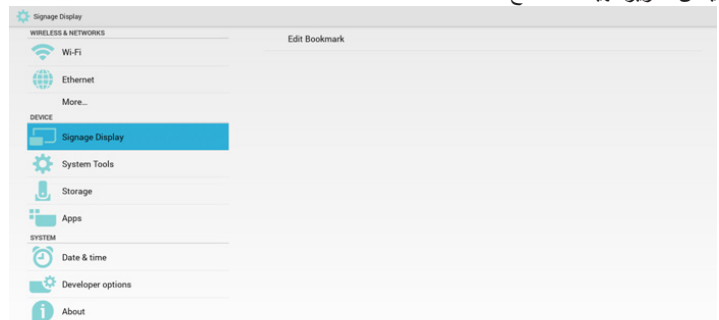 Signage Display
WIRELESS & NETWORKS
Edit Bookmark
Wi-Fi
Ethernet
More...
DEVICE
Signage Display
System Tools
Storage
Apps
SYSTEM
Date & time
Developer options
About